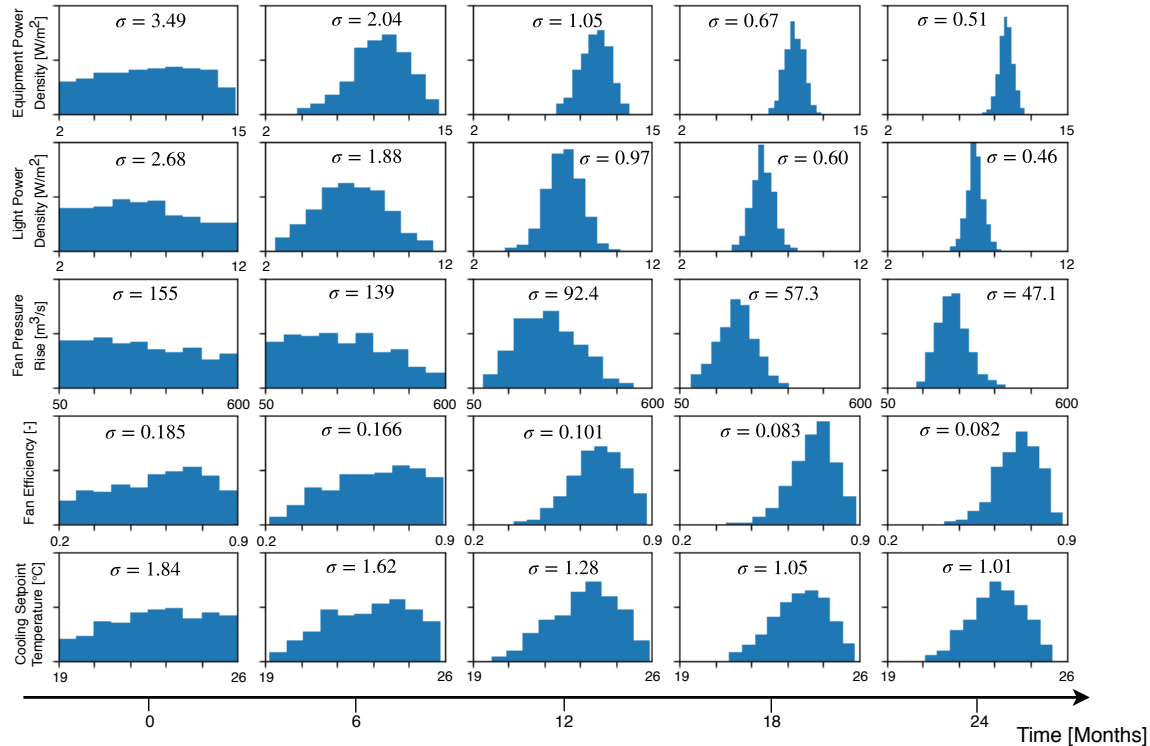 Equipment Power
Density [W/m²]
σ = 3.49
σ = 2.04
σ = 1.05
σ = 0.67
σ = 0.51
2 15
2 15
2 15
2 15
2 15
Light Power
Density [W/m²]
σ = 2.68
σ = 1.88
σ = 0.97
σ = 0.60
σ = 0.46
2 12
2 12
2 12
2 12
2 12
Fan Pressure
Rise [m³/s]
σ = 155
σ = 139
σ = 92.4
σ = 57.3
σ = 47.1
50 600
50 600
50 600
50 600
50 600
Fan Efficiency [-]
σ = 0.185
σ = 0.166
σ = 0.101
σ = 0.083
σ = 0.082
0.2 0.9
0.2 0.9
0.2 0.9
0.2 0.9
0.2 0.9
Cooling Setpoint
Temperature [°C]
σ = 1.84
σ = 1.62
σ = 1.28
σ = 1.05
σ = 1.01
19 26
19 26
19 26
19 26
19 26
0 6 12 18 24
Time [Months]